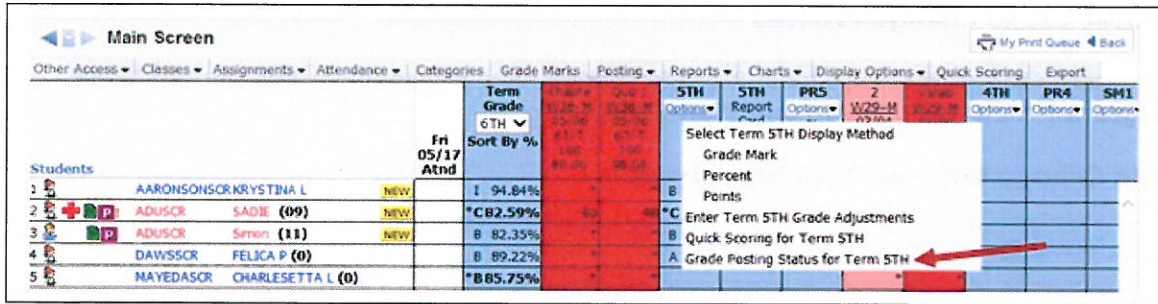 Main Screen
My Print Queue Back
Other Access Classes Assignments Attendance Categories Grade Marks Posting Reports Charts Display Options Quick Scoring Export
Term Grade 5TH 5TH Report PR5 2 4TH PR4 SM1
6TH Options Options W29-M Options Options Options
Sort By %
Fri 05/17 Atnd
Students
Select Term 5TH Display Method
Grade Mark
Percent
Points
Enter Term 5TH Grade Adjustments
Quick Scoring for Term 5TH
Grade Posting Status for Term 5TH
1 AARONSONSCR KRYSTINA L NEW I 94.84% B
2 P ADUSCR SADIE (09) NEW *C 82.59% *C
3 P ADUSCR Simon (11) NEW B 82.35% B
4 DAWSSCR FELICA P (0) B 89.22% A
5 MAYEDASCR CHARLESETTA L (0) *B 85.75%